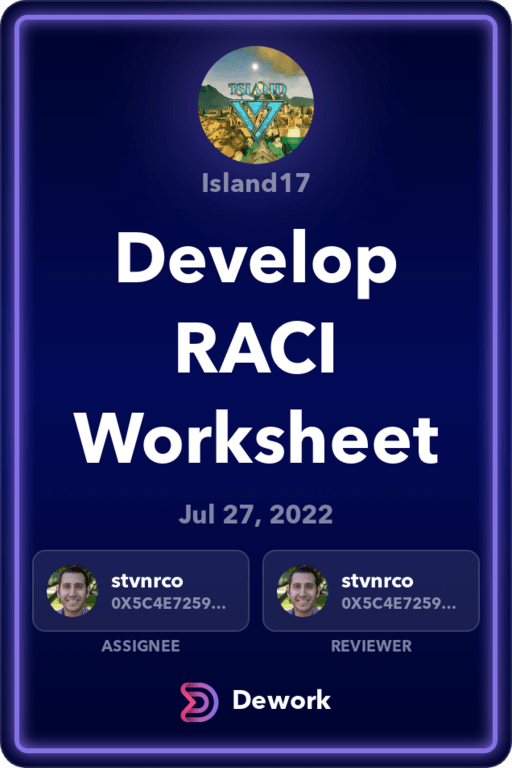 ISLAND
Island17
Develop
RACI
Worksheet
Jul 27, 2022
stvnrco
0X5C4E7259...
stvnrco
0X5C4E7259...
ASSIGNEE
REVIEWER
Dework